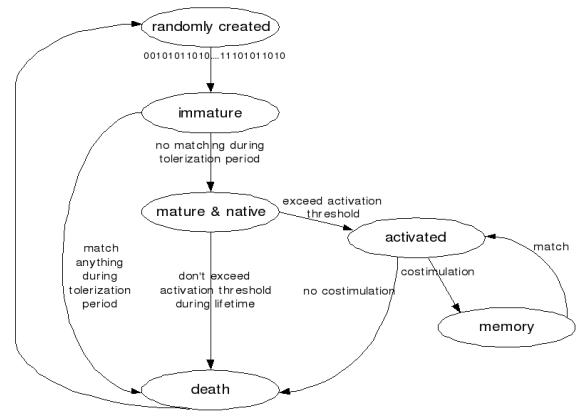 randomly created
00101011010....11101011010
immature
no matching during
tolerization period
mature & native
exceed activation
threshold
activated
match
anything
during
tolerization
period
don't exceed
activation threshold
during lifetime
no costimulation
costimulation
match
memory
death